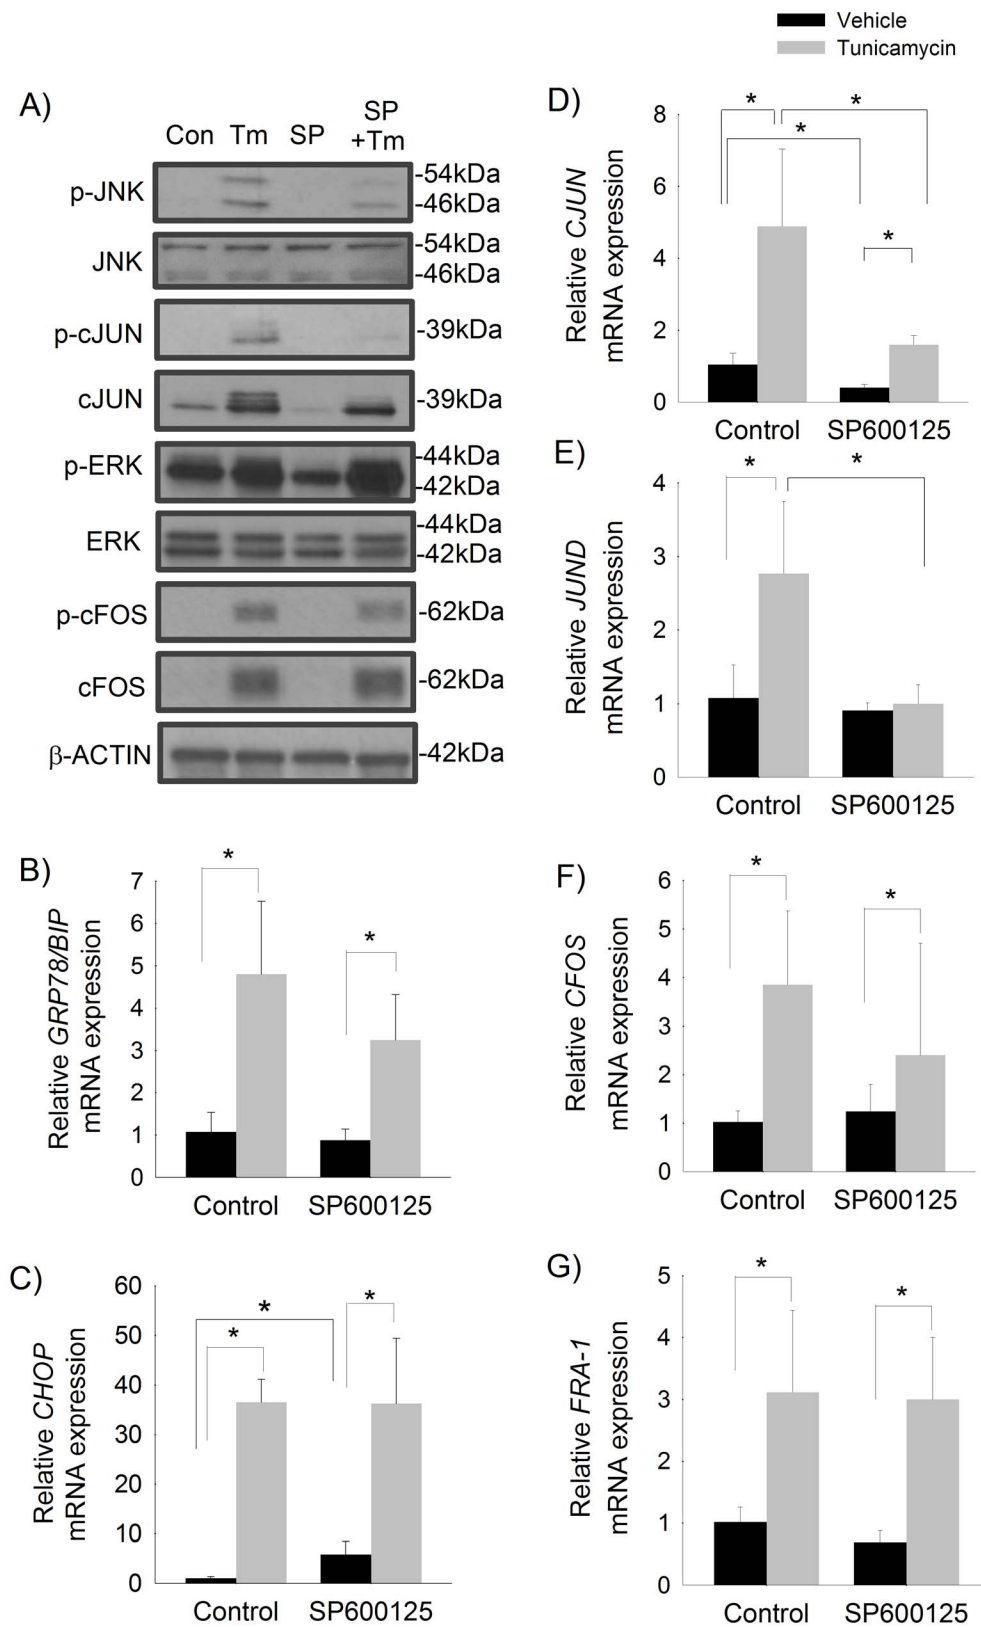 Vehicle
Tunicamycin
A)
Con Tm SP SP +Tm
p-JNK
-54kDa
-46kDa
JNK
-54kDa
-46kDa
p-cJUN
-39kDa
cJUN
-39kDa
p-ERK
-44kDa
-42kDa
ERK
-44kDa
-42kDa
p-cFOS
-62kDa
cFOS
-62kDa
β-ACTIN
-42kDa
B)
Relative GRP78/BIP
mRNA expression
7
6
5
4
3
2
1
0
*
*
Control SP600125
C)
Relative CHOP
mRNA expression
60
50
40
30
20
10
0
*
*
*
Control SP600125
D)
Relative CJUN
mRNA expression
8
6
4
2
0
*
*
*
*
Control SP600125
E)
Relative JUND
mRNA expression
4
3
2
1
0
*
*
Control SP600125
F)
Relative CFOS
mRNA expression
6
5
4
3
2
1
0
*
*
Control SP600125
G)
Relative FRA-1
mRNA expression
5
4
3
2
1
0
*
*
Control SP600125